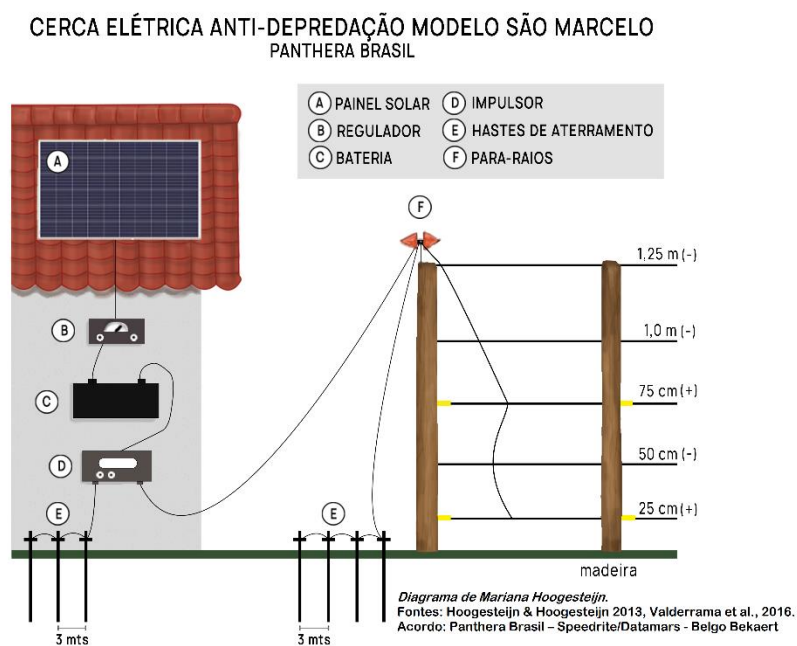 CERCA ELÉTRICA ANTI-DEPREDAÇÃO MODELO SÃO MARCELO
PANTHERA BRASIL
A PAINEL SOLAR
B REGULADOR
C BATERIA
D IMPULSOR
E HASTES DE ATERRAMENTO
F PARA-RAIOS
A
B
C
D
E
3 mts
E
3 mts
F
1,25 m (-)
1,0 m (-)
75 cm (+)
50 cm (-)
25 cm (+)
madeira
Diagrama de Mariana Hoogesteijn.
Fontes: Hoogesteijn & Hoogesteijn 2013, Valderrama et al., 2016.
Acordo: Panthera Brasil – Speedrite/Datamars - Belgo Bekaert